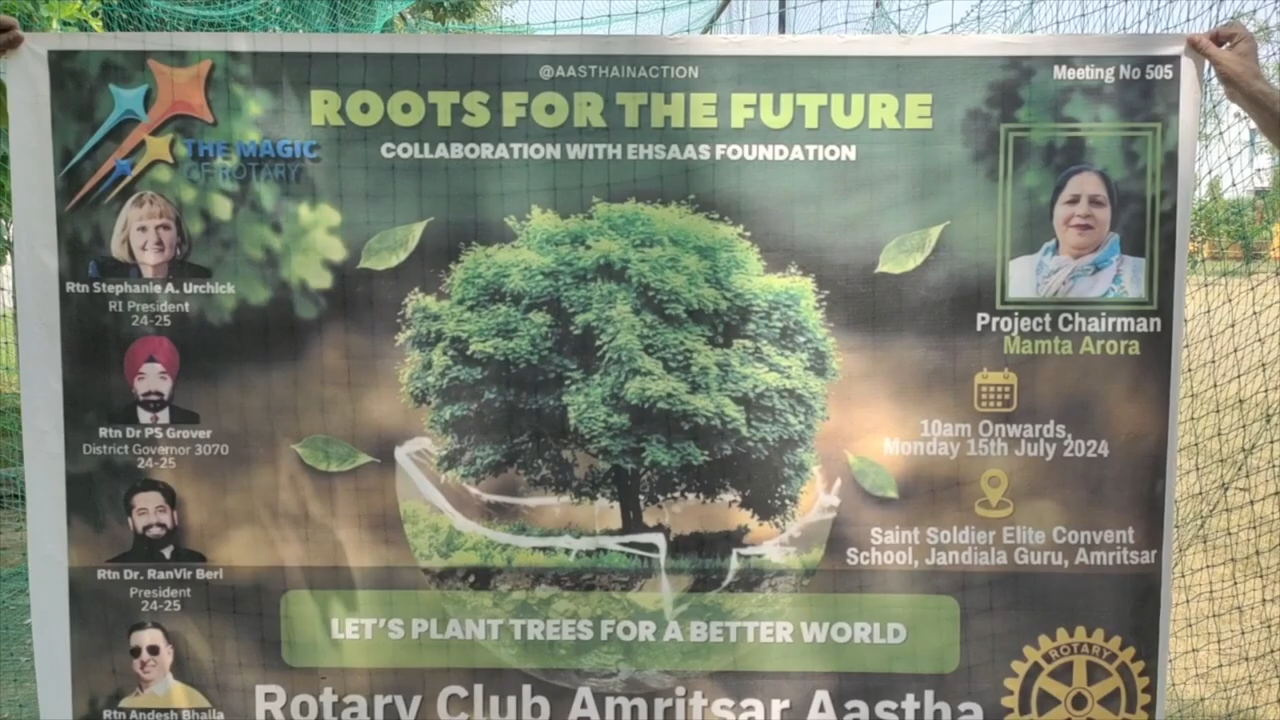 @AASTHAINACTION
Meeting No 505
ROOTS FOR THE FUTURE
COLLABORATION WITH EHSAAS FOUNDATION
THE MAGIC
OF ROTARY
Rtn Stephanie A. Urchick
RI President
24-25
Project Chairman
Mamta Arora
Rtn Dr PS Grover
District Governor 3070
24-25
10am Onwards,
Monday 15th July 2024
Saint Soldier Elite Convent
School, Jandiala Guru, Amritsar
Rtn Dr. RanVir Beri
President
24-25
LET'S PLANT TREES FOR A BETTER WORLD
ROTARY
Rotary Club Amritsar Aastha
Rtn Andesh Bhalla